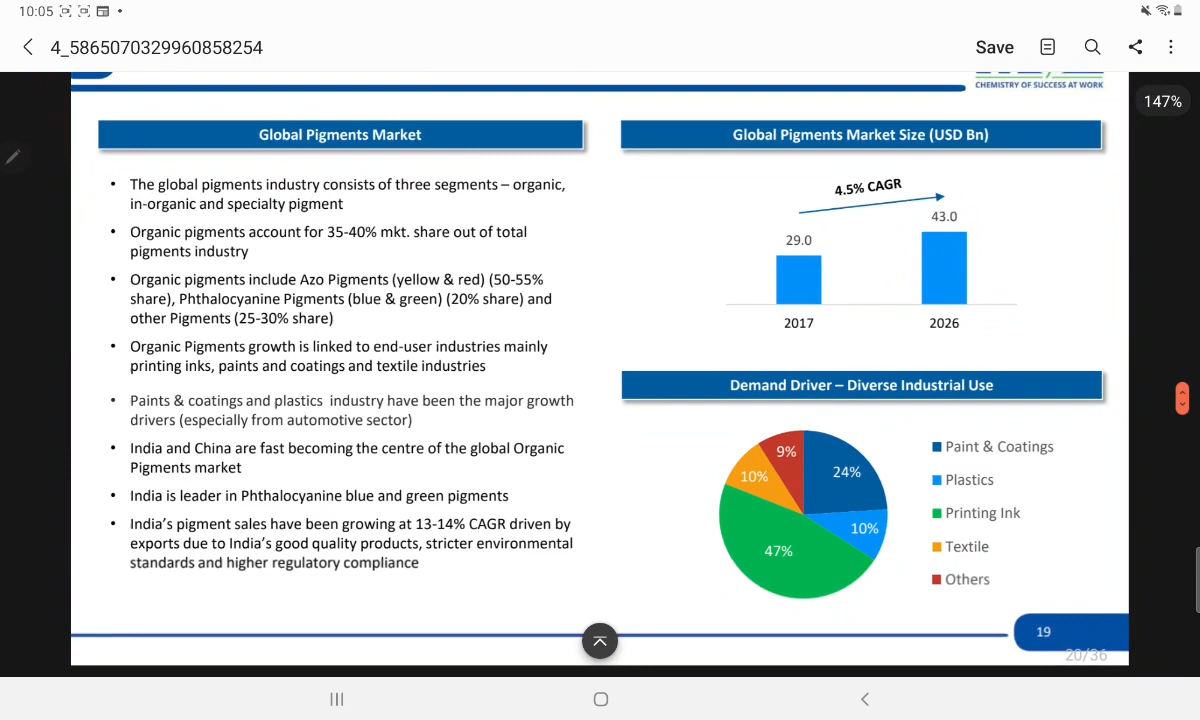 10:05
4_5865070329960858254
Save
147%
CHEMISTRY OF SUCCESS AT WORK
Global Pigments Market
• The global pigments industry consists of three segments – organic,
in-organic and specialty pigment
• Organic pigments account for 35-40% mkt. share out of total
pigments industry
• Organic pigments include Azo Pigments (yellow & red) (50-55%
share), Phthalocyanine Pigments (blue & green) (20% share) and
other Pigments (25-30% share)
• Organic Pigments growth is linked to end-user industries mainly
printing inks, paints and coatings and textile industries
• Paints & coatings and plastics industry have been the major growth
drivers (especially from automotive sector)
• India and China are fast becoming the centre of the global Organic
Pigments market
• India is leader in Phthalocyanine blue and green pigments
• India's pigment sales have been growing at 13-14% CAGR driven by
exports due to India's good quality products, stricter environmental
standards and higher regulatory compliance
Global Pigments Market Size (USD Bn)
4.5% CAGR
29.0
43.0
2017
2026
Demand Driver – Diverse Industrial Use
9%
24%
10%
10%
47%
Paint & Coatings
Plastics
Printing Ink
Textile
Others
19
20/36